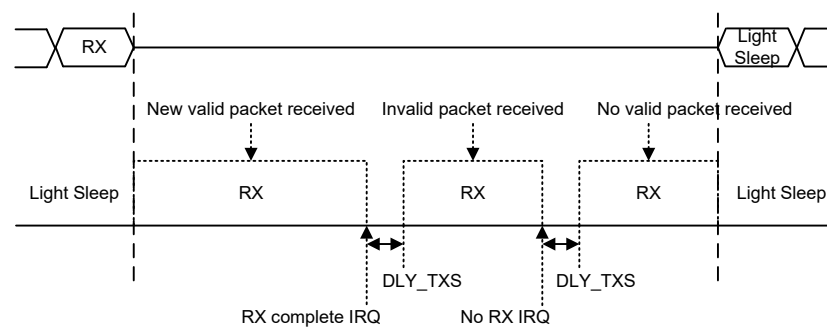 RX
Light
Sleep
New valid packet received
Invalid packet received
No valid packet received
Light Sleep
RX
RX
RX
Light Sleep
DLY_TXS
DLY_TXS
RX complete IRQ
No RX IRQ